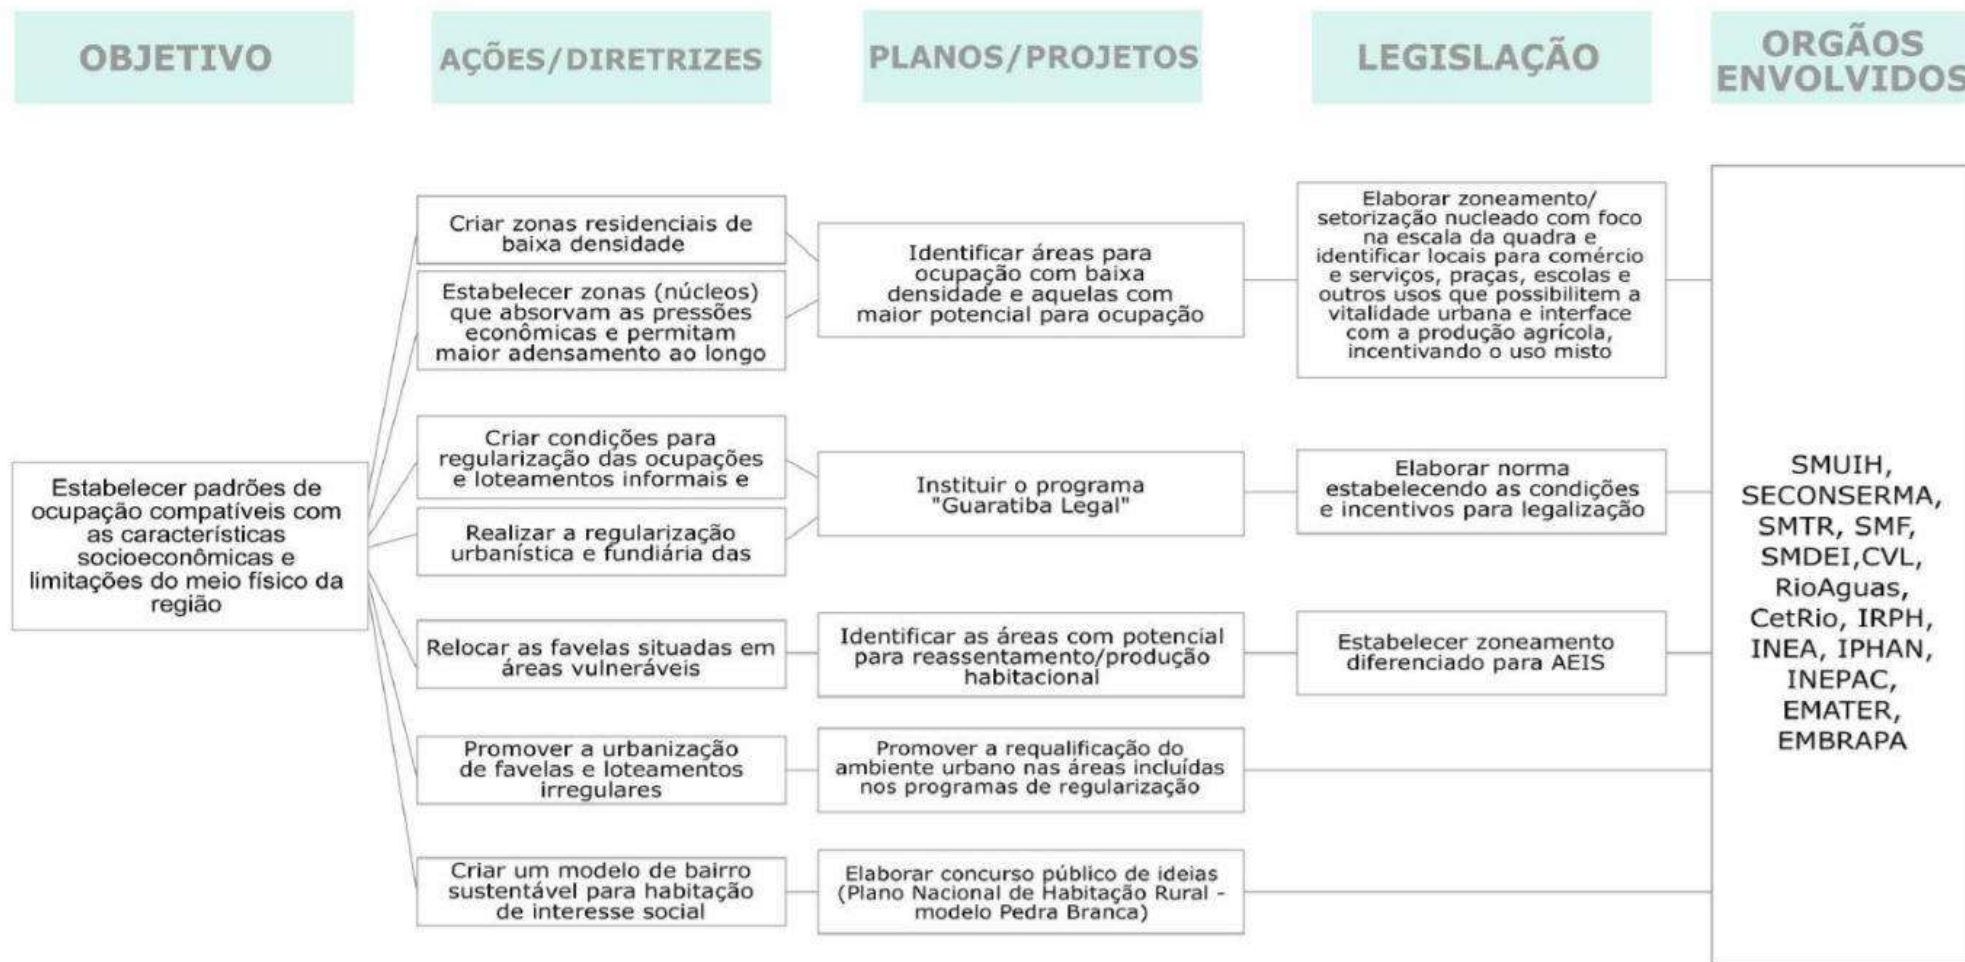 OBJETIVO
AÇÕES/DIRETRIZES
PLANOS/PROJETOS
LEGISLAÇÃO
ORGÃOS
ENVOLVIDOS
Estabelecer padrões de
ocupação compatíveis com
as características
socioeconômicas e
limitações do meio físico da
região
Criar zonas residenciais de
baixa densidade
Estabelecer zonas (núcleos)
que absorvam as pressões
econômicas e permitam
maior adensamento ao longo
Criar condições para
regularização das ocupações
e loteamentos informais e
Realizar a regularização
urbanística e fundiária das
Relocar as favelas situadas em
áreas vulneráveis
Promover a urbanização
de favelas e loteamentos
irregulares
Criar um modelo de bairro
sustentável para habitação
de interesse social
Identificar áreas para
ocupação com baixa
densidade e aquelas com
maior potencial para ocupação
Instituir o programa
"Guaratiba Legal"
Identificar as áreas com potencial
para reassentamento/produção
habitacional
Promover a requalificação do
ambiente urbano nas áreas incluídas
nos programas de regularização
Elaborar concurso público de ideias
(Plano Nacional de Habitação Rural -
modelo Pedra Branca)
Elaborar zoneamento/
setorização nucleado com foco
na escala da quadra e
identificar locais para comércio
e serviços, praças, escolas e
outros usos que possibilitem a
vitalidade urbana e interface
com a produção agrícola,
incentivando o uso misto
Elaborar norma
estabelecendo as condições
e incentivos para legalização
Estabelecer zoneamento
diferenciado para AEIS
SMUIH,
SECONSERMA,
SMTR, SMF,
SMDEI,CVL,
RioAguas,
CetRio, IRPH,
INEA, IPHAN,
INEPAC,
EMATER,
EMBRAPA